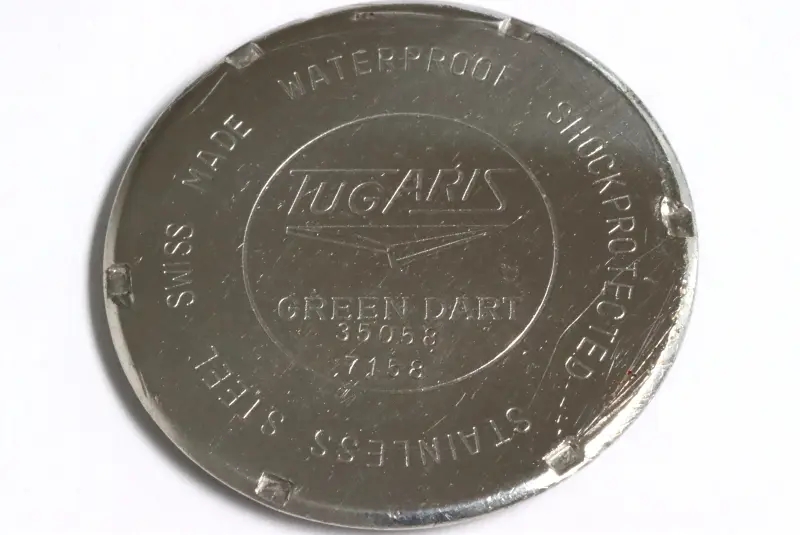 SWISS MADE WATERPROOF SHOCKPROTECTED STAINLESS STEEL
TUGARIS
GREEN DART
35058
7158